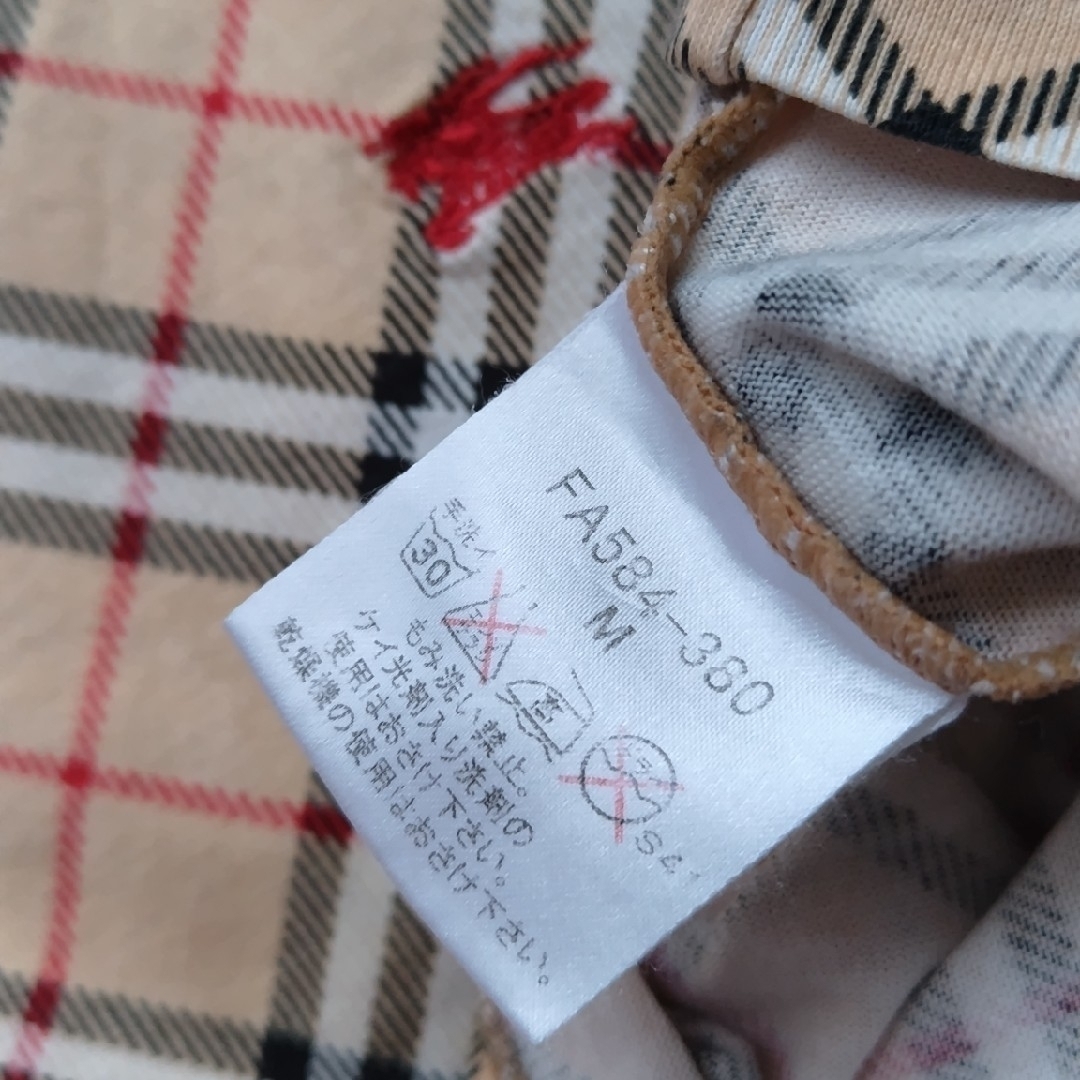 FA584-380
M
手洗イ
30
もみ洗い禁止。
ケイ光剤入り洗剤の
使用はおさけ下さい。
乾燥機の使用はおさけ下さい。